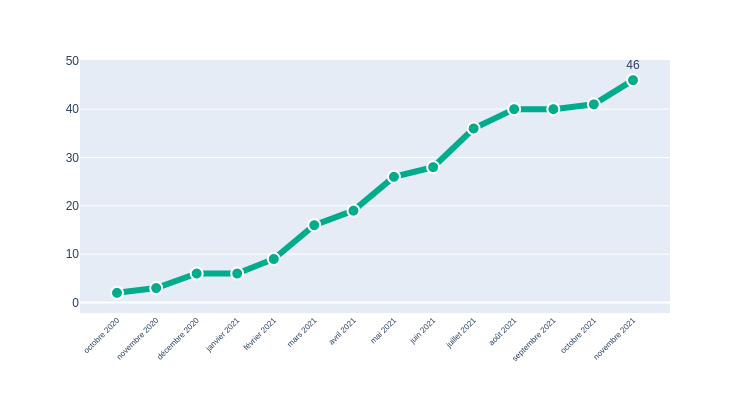 50
46
40
30
20
10
0
octobre 2020
novembre 2020
décembre 2020
janvier 2021
février 2021
mars 2021
avril 2021
mai 2021
juin 2021
juillet 2021
août 2021
septembre 2021
octobre 2021
novembre 2021